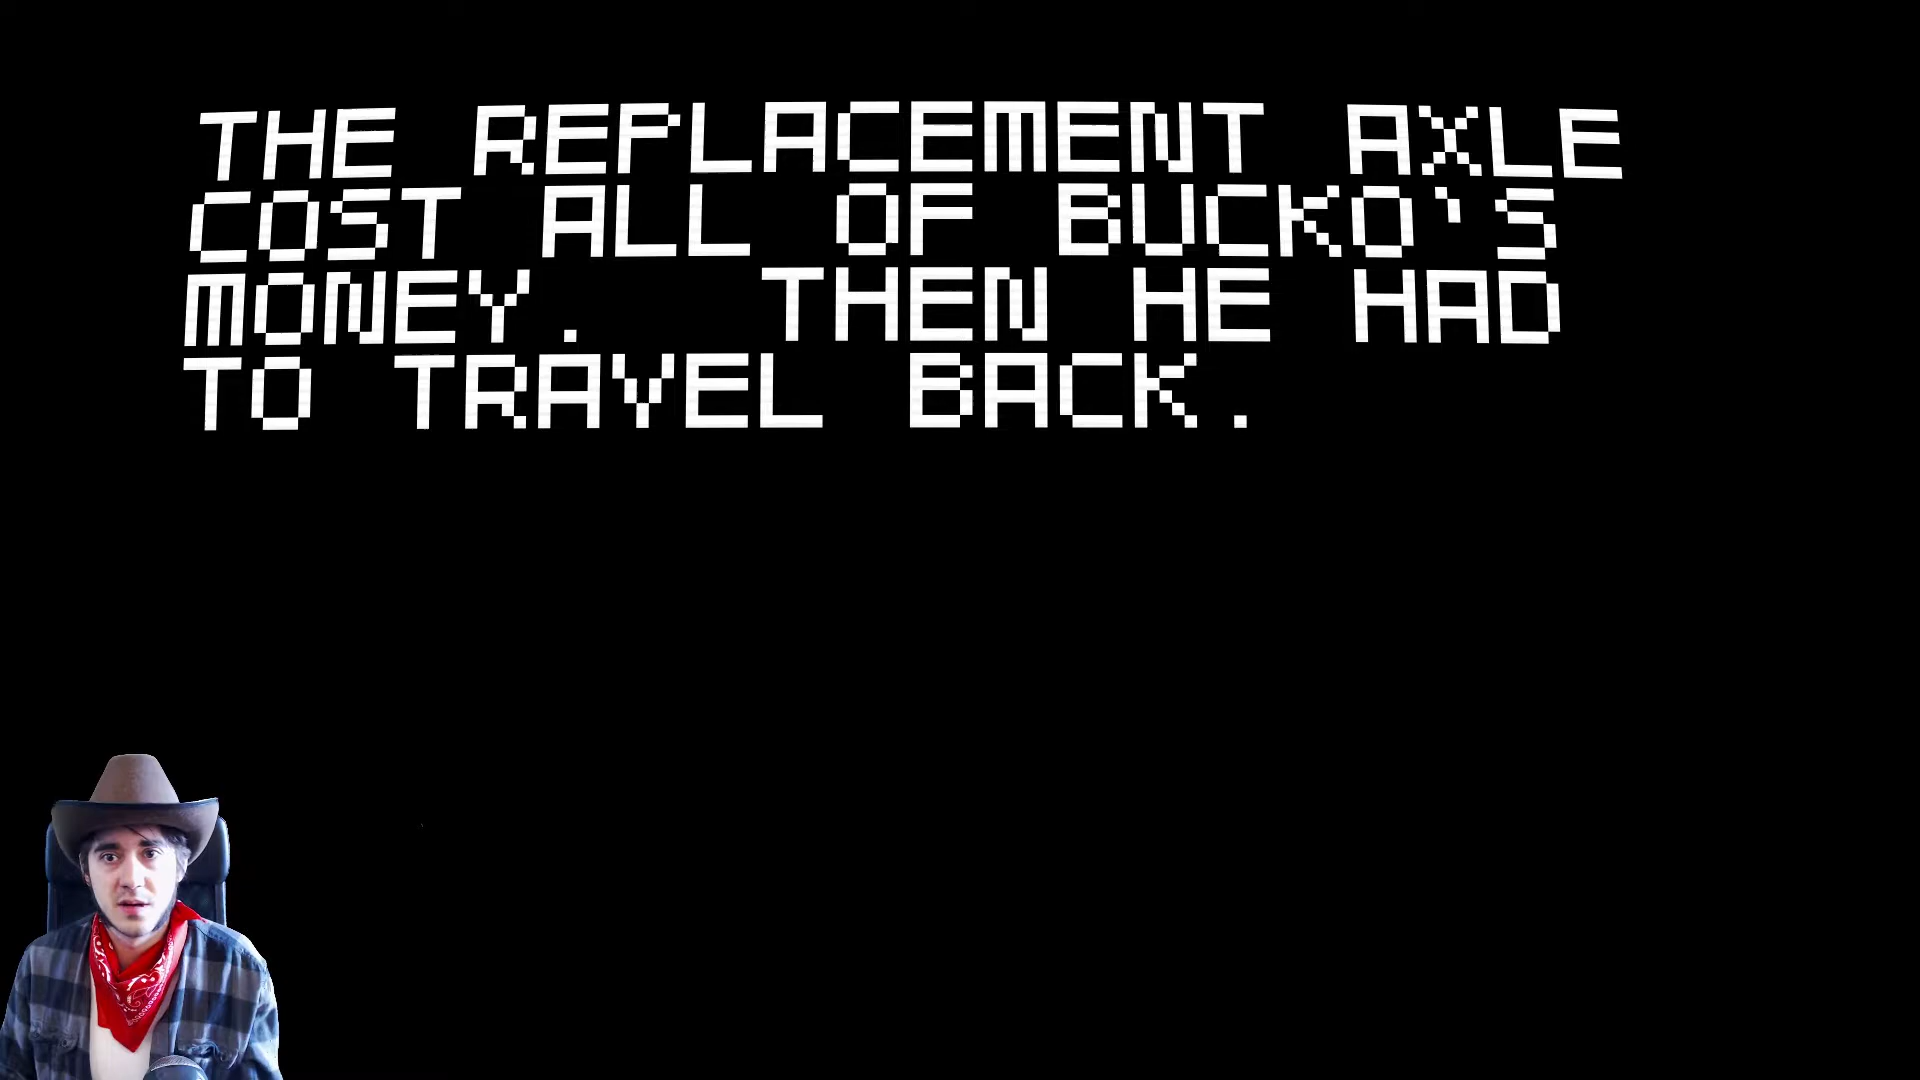 THE REPLACEMENT AXLE
COST ALL OF BUCKO'S
MONEY.  THEN HE HAD
TO TRAVEL BACK.